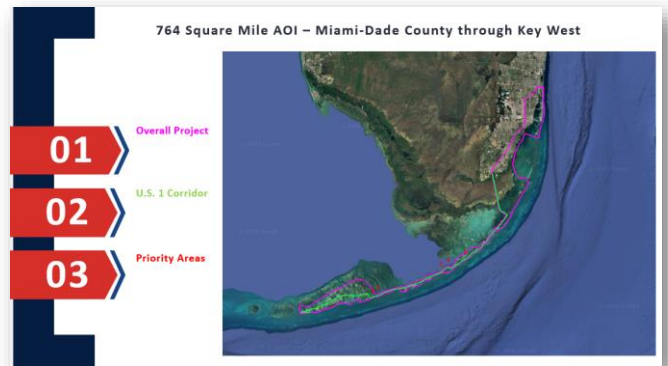 764 Square Mile AOI – Miami-Dade County through Key West
01
Overall Project
02
U.S. 1 Corridor
03
Priority Areas